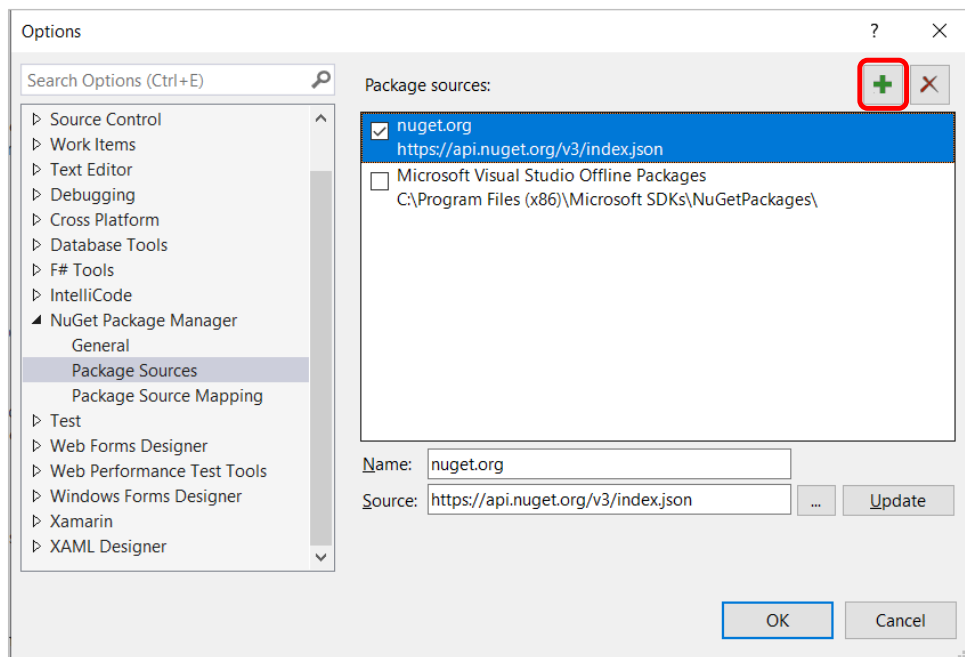 Options
?
Search Options (Ctrl+E)
Source Control
Work Items
Text Editor
Debugging
Cross Platform
Database Tools
F# Tools
IntelliCode
NuGet Package Manager
General
Package Sources
Package Source Mapping
Test
Web Forms Designer
Web Performance Test Tools
Windows Forms Designer
Xamarin
XAML Designer
Package sources:
nuget.org
https://api.nuget.org/v3/index.json
Microsoft Visual Studio Offline Packages
C:\Program Files (x86)\Microsoft SDKs\NuGetPackages\
Name: nuget.org
Source: https://api.nuget.org/v3/index.json ... Update
OK Cancel